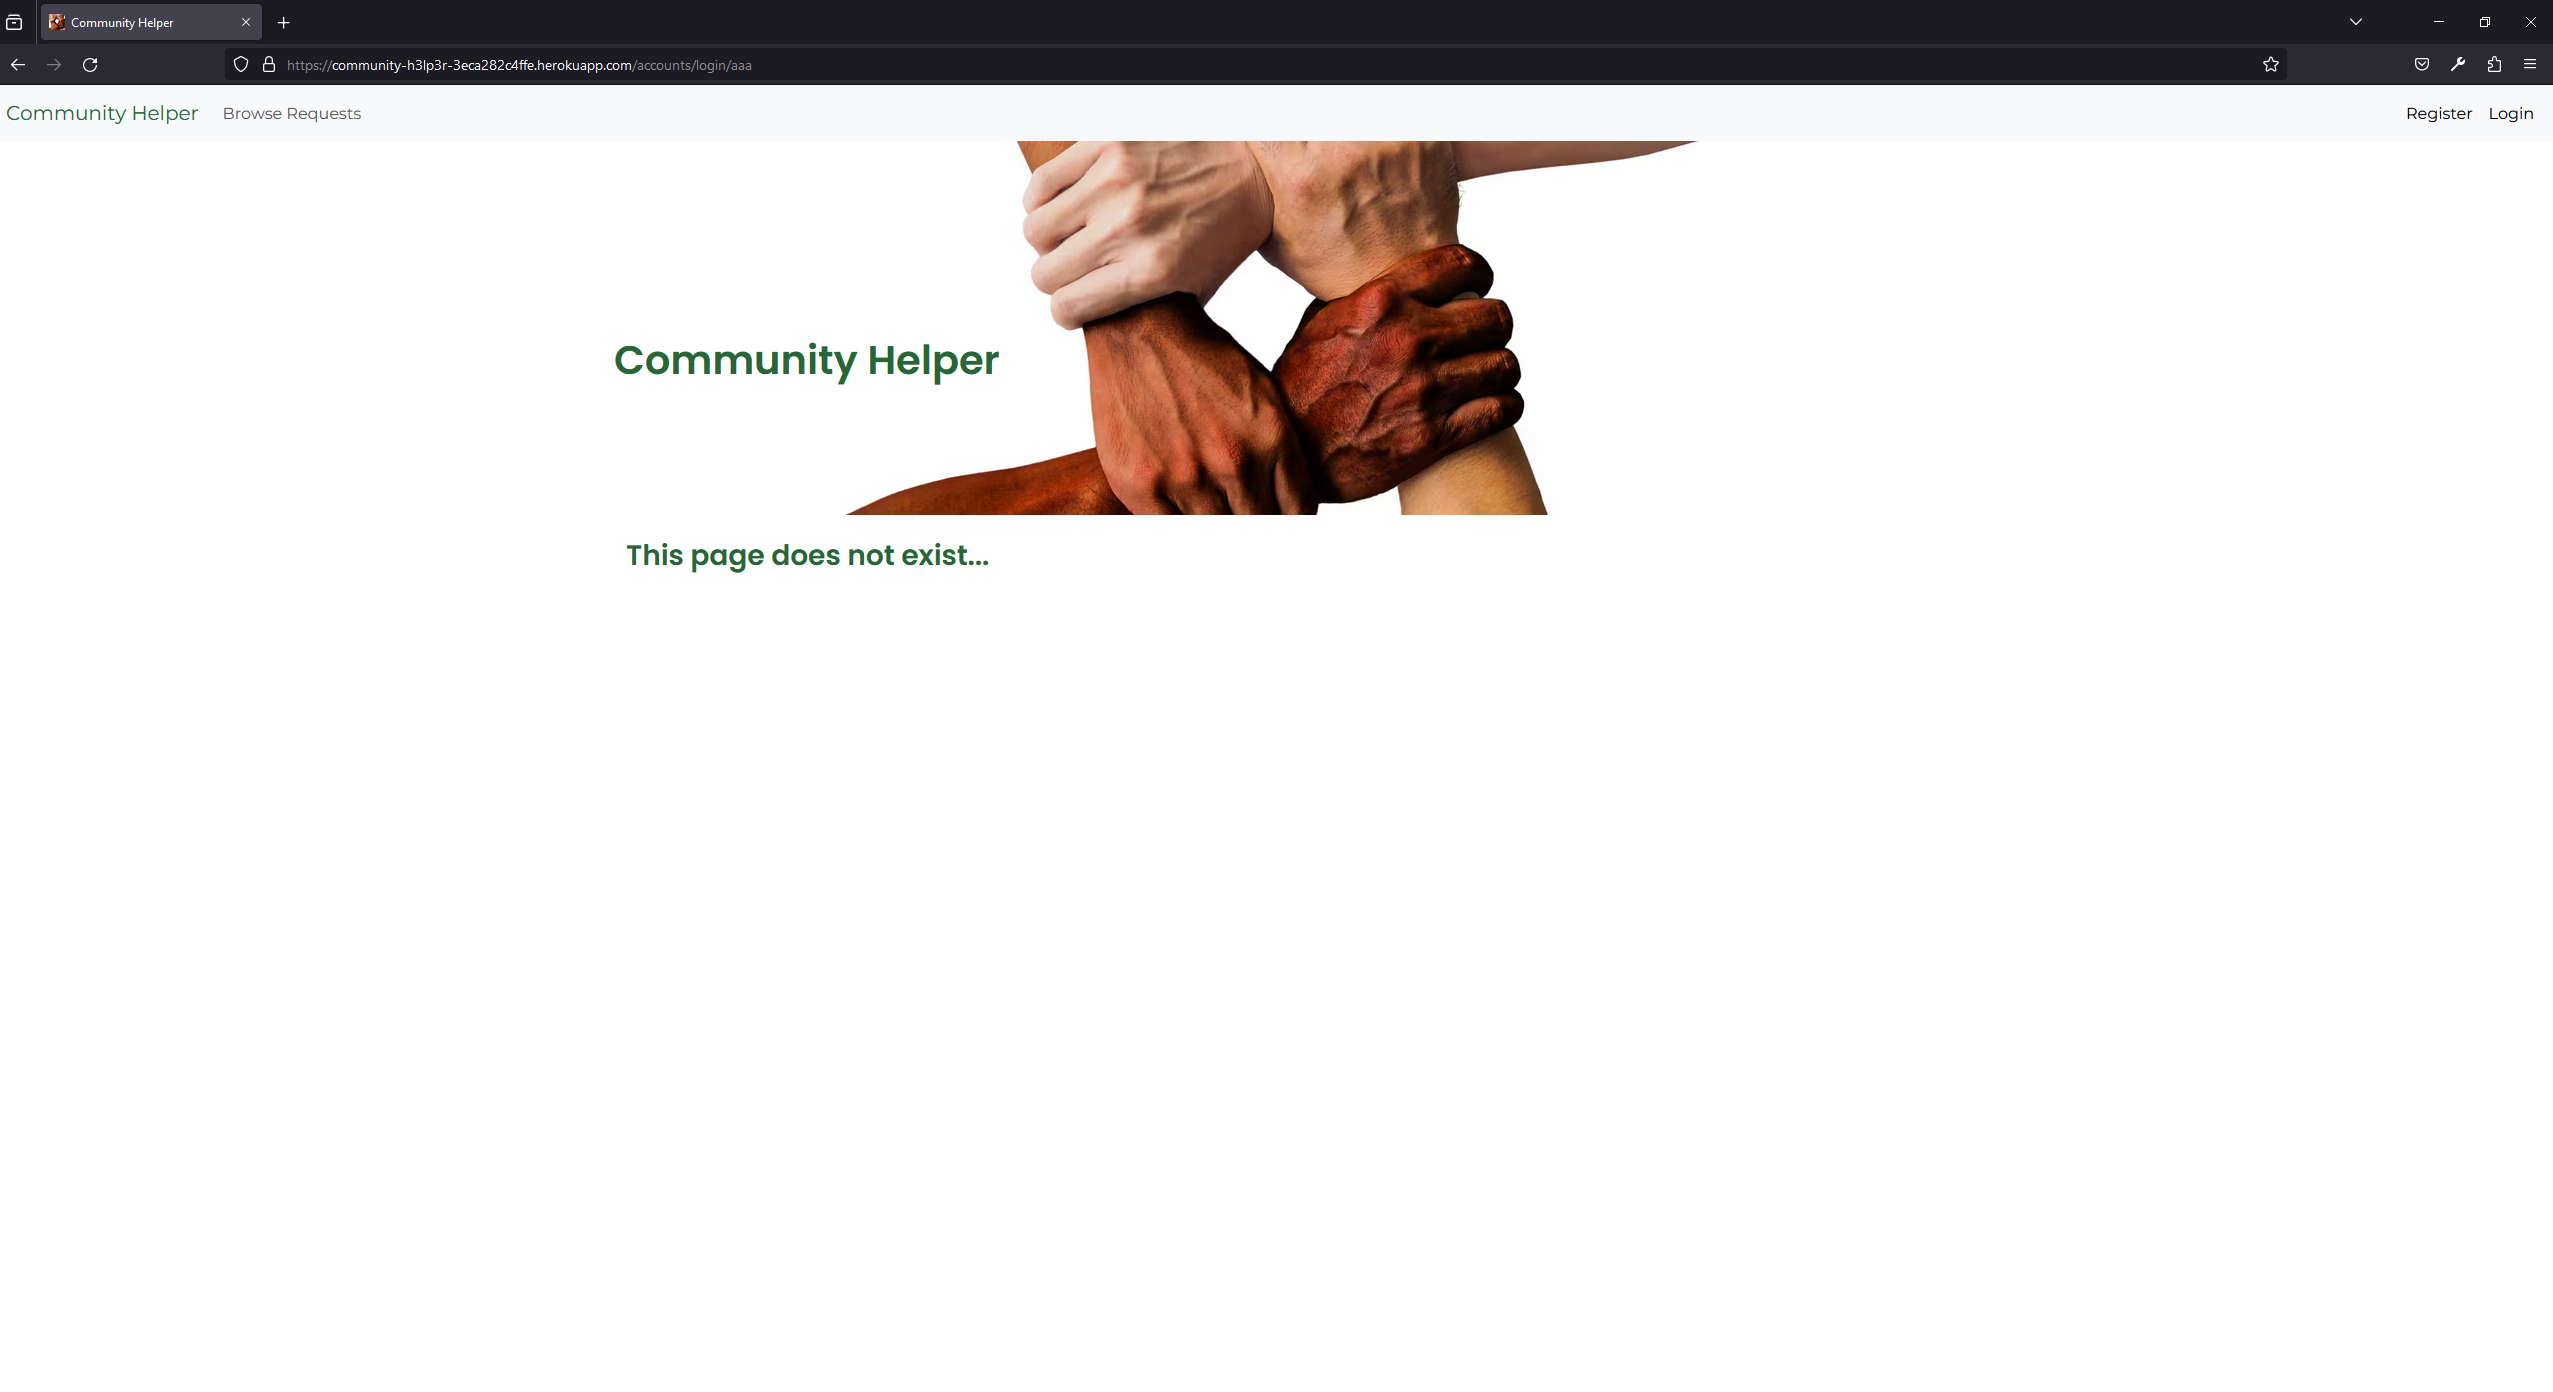 Community Helper
https://community-h3lp3r-3eca282c4ffe.herokuapp.com/accounts/login/aaa
Community Helper Browse Requests Register Login
Community Helper
This page does not exist...